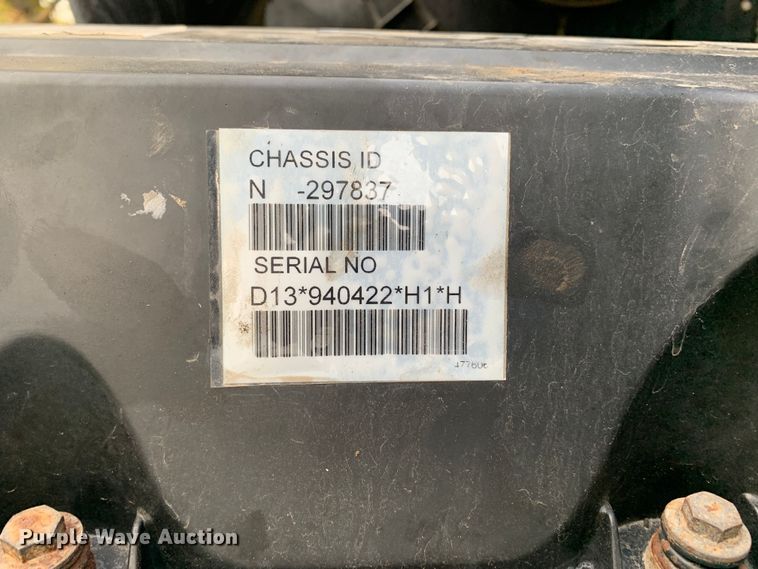 CHASSIS ID
N -297837
SERIAL NO
D13*940422*H1*H
Purple Wave Auction